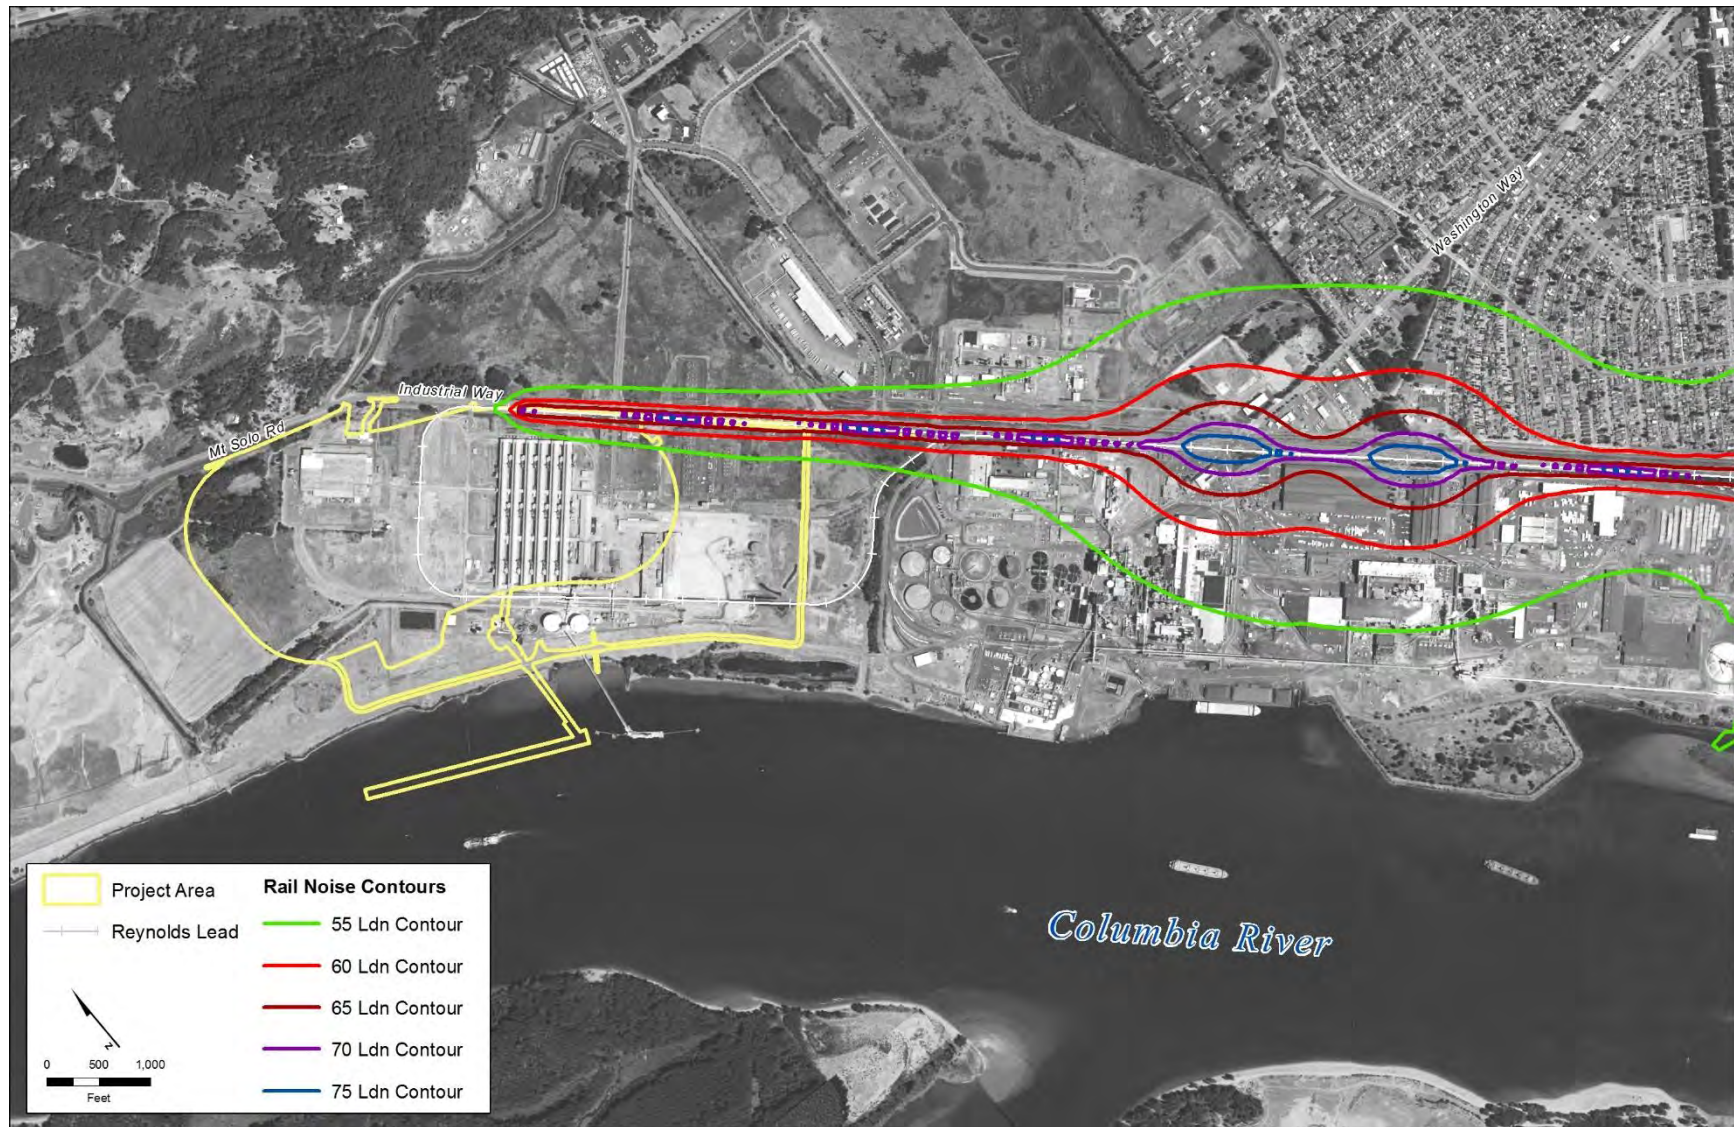 Washington Way
Industrial Way
Mt Solo Rd
Columbia River
Project Area
Reynolds Lead
N
0 500 1,000
Feet
Rail Noise Contours
55 Ldn Contour
60 Ldn Contour
65 Ldn Contour
70 Ldn Contour
75 Ldn Contour